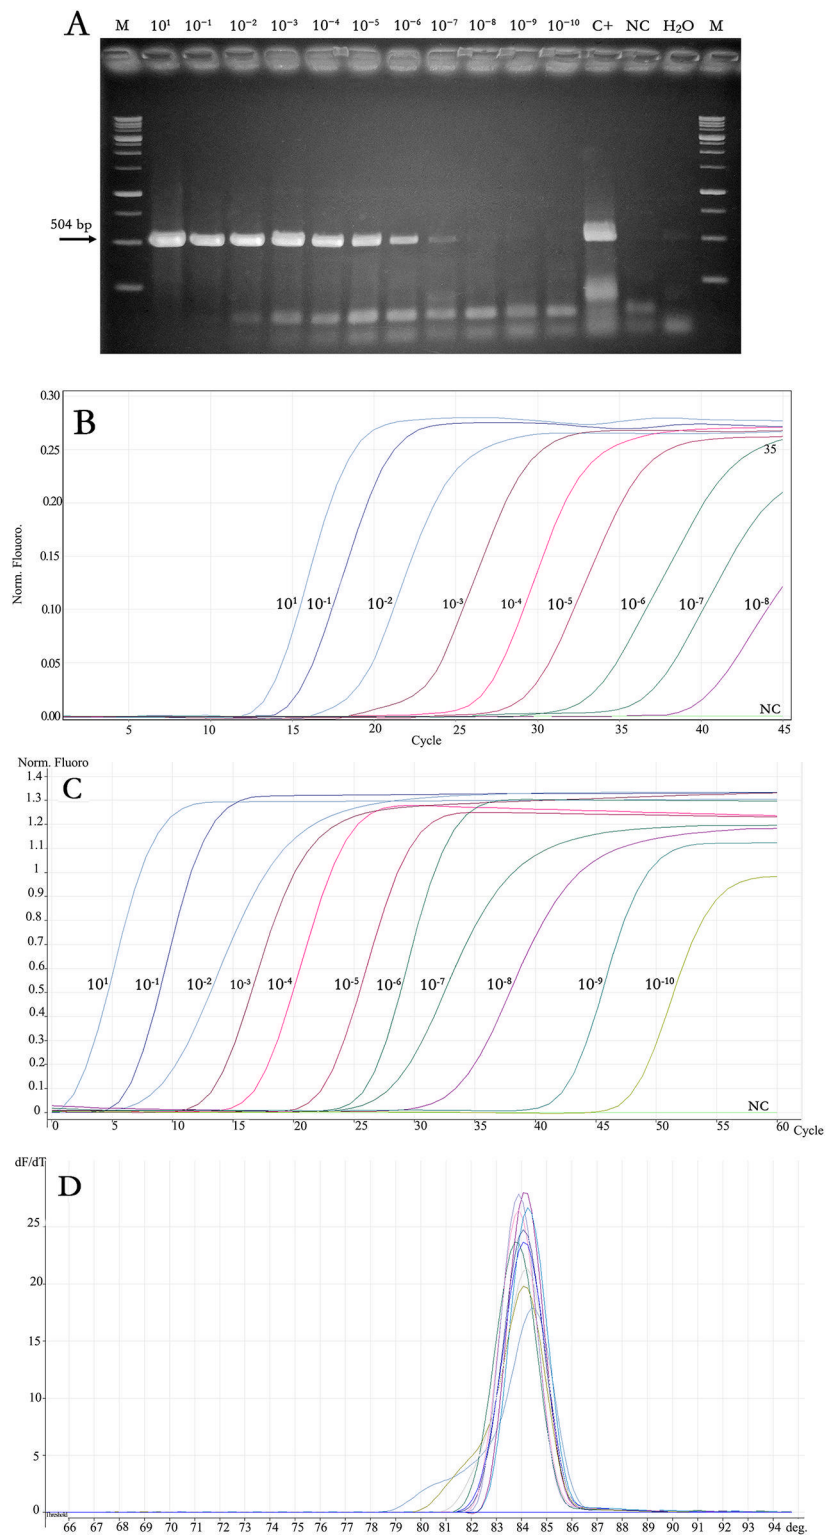 A
M 10¹ 10⁻¹ 10⁻² 10⁻³ 10⁻⁴ 10⁻⁵ 10⁻⁶ 10⁻⁷ 10⁻⁸ 10⁻⁹ 10⁻¹⁰ C+ NC H₂O M
504 bp
B
0.30
0.25
35
0.20
0.15
10¹ 10⁻¹ 10⁻² 10⁻³ 10⁻⁴ 10⁻⁵ 10⁻⁶ 10⁻⁷ 10⁻⁸
0.10
0.05
0.00
NC
Norm. Flouoro.
5 10 15 20 25 30 35 40 45
Cycle
Norm. Fluoro
C
1.4
1.3
1.2
1.1
1
0.9
0.8
0.7
0.6
10¹ 10⁻¹ 10⁻² 10⁻³ 10⁻⁴ 10⁻⁵ 10⁻⁶ 10⁻⁷ 10⁻⁸ 10⁻⁹ 10⁻¹⁰
0.5
0.4
0.3
0.2
0.1
0
NC
0 5 10 15 20 25 30 35 40 45 50 55 60
Cycle
dF/dT
D
25
20
15
10
5
0
Threshold
66 67 68 69 70 71 72 73 74 75 76 77 78 79 80 81 82 83 84 85 86 87 88 89 90 91 92 93 94 deg.